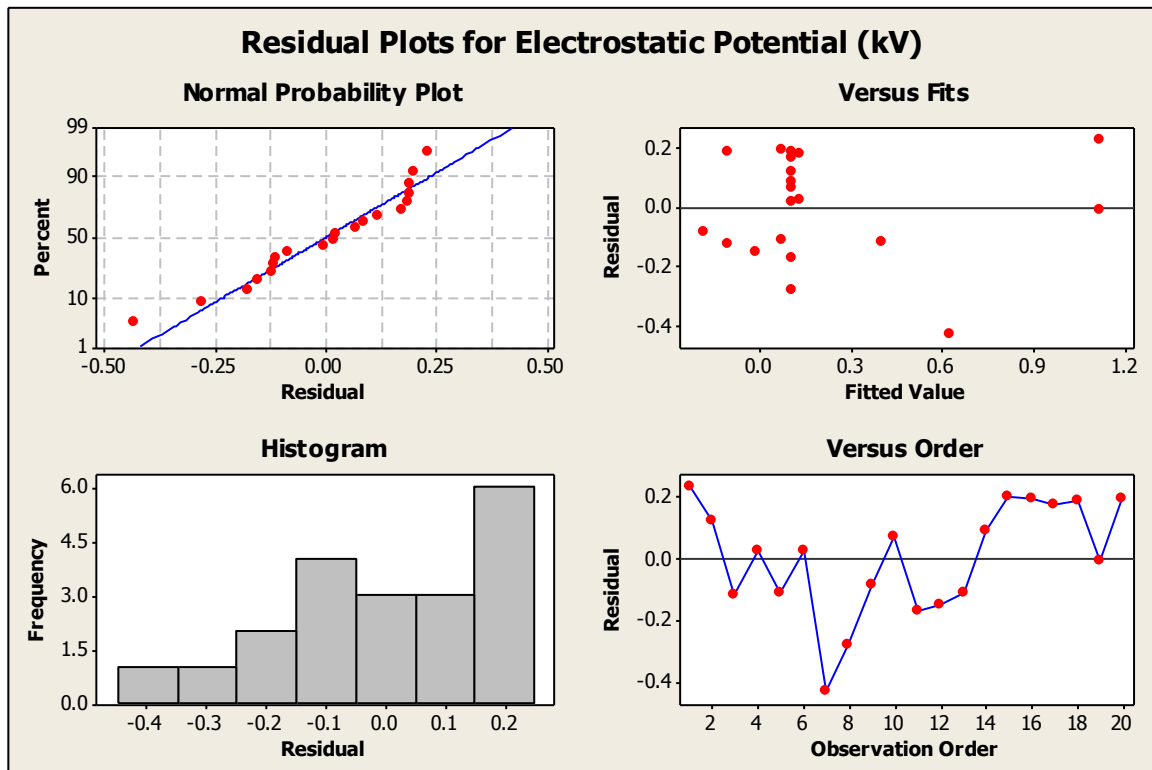 Residual Plots for Electrostatic Potential (kV)
Normal Probability Plot
99
90
50
10
1
Percent
-0.50 -0.25 0.00 0.25 0.50
Residual
Versus Fits
0.2
0.0
-0.2
-0.4
Residual
0.0 0.3 0.6 0.9 1.2
Fitted Value
Histogram
6.0
4.5
3.0
1.5
0.0
Frequency
-0.4 -0.3 -0.2 -0.1 0.0 0.1 0.2
Residual
Versus Order
0.2
0.0
-0.2
-0.4
Residual
2 4 6 8 10 12 14 16 18 20
Observation Order